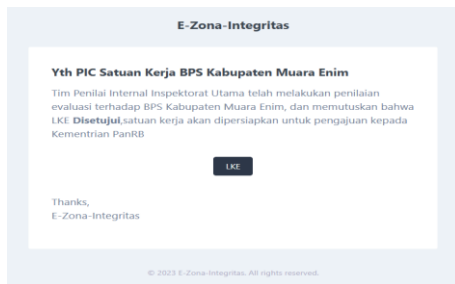 E-Zona-Integritas
Yth PIC Satuan Kerja BPS Kabupaten Muara Enim
Tim Penilai Internal Inspektorat Utama telah melakukan penilaian
evaluasi terhadap BPS Kabupaten Muara Enim, dan memutuskan bahwa
LKE Disetujui,satuan kerja akan dipersiapkan untuk pengajuan kepada
Kementrian PanRB
LKE
Thanks,
E-Zona-Integritas
© 2023 E-Zona-Integritas. All rights reserved.